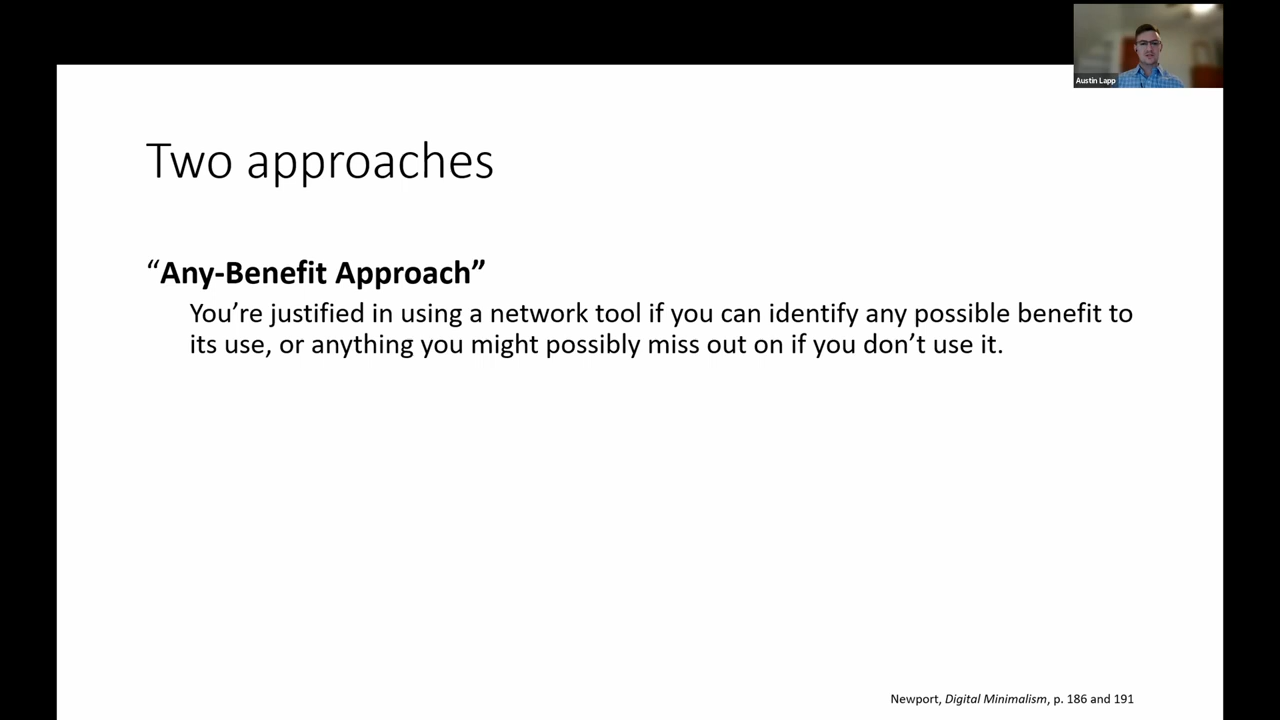 Austin Lapp
Two approaches
“Any-Benefit Approach”
You’re justified in using a network tool if you can identify any possible benefit to
its use, or anything you might possibly miss out on if you don’t use it.
Newport, Digital Minimalism, p. 186 and 191